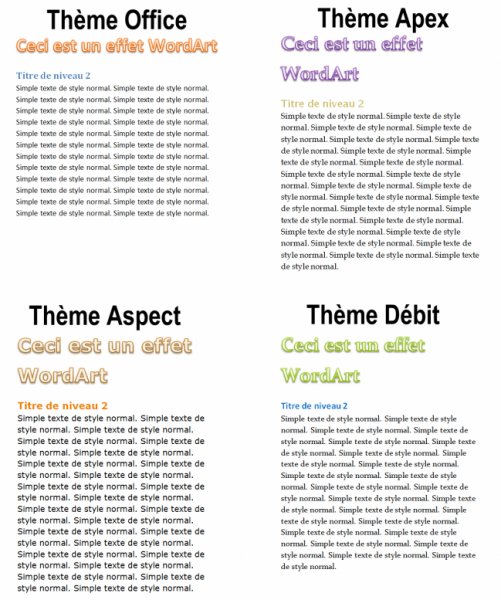 Thème Office
Ceci est un effet WordArt
Titre de niveau 2
Simple texte de style normal. Simple texte de style normal.
Simple texte de style normal. Simple texte de style normal.
Simple texte de style normal. Simple texte de style normal.
Simple texte de style normal. Simple texte de style normal.
Simple texte de style normal. Simple texte de style normal.
Simple texte de style normal. Simple texte de style normal.
Simple texte de style normal. Simple texte de style normal.
Simple texte de style normal. Simple texte de style normal.
Simple texte de style normal. Simple texte de style normal.
Simple texte de style normal. Simple texte de style normal.
Simple texte de style normal. Simple texte de style normal.
Simple texte de style normal. Simple texte de style normal.
Thème Apex
Ceci est un effet
WordArt
Titre de niveau 2
Simple texte de style normal. Simple texte de style
normal. Simple texte de style normal. Simple texte de
style normal. Simple texte de style normal. Simple texte
de style normal. Simple texte de style normal. Simple
texte de style normal. Simple texte de style normal.
Simple texte de style normal. Simple texte de style
normal. Simple texte de style normal. Simple texte de
style normal. Simple texte de style normal. Simple texte
de style normal. Simple texte de style normal. Simple
texte de style normal. Simple texte de style normal.
Simple texte de style normal. Simple texte de style
normal. Simple texte de style normal. Simple texte de
style normal. Simple texte de style normal. Simple texte
de style normal.
Thème Aspect
Ceci est un effet
WordArt
Titre de niveau 2
Simple texte de style normal. Simple texte de
style normal. Simple texte de style normal.
Simple texte de style normal. Simple texte de
style normal. Simple texte de style normal.
Simple texte de style normal. Simple texte de
style normal. Simple texte de style normal.
Simple texte de style normal. Simple texte de
style normal. Simple texte de style normal.
Simple texte de style normal. Simple texte de
style normal. Simple texte de style normal.
Simple texte de style normal. Simple texte de
style normal. Simple texte de style normal.
Simple texte de style normal. Simple texte de
style normal. Simple texte de style normal.
Thème Débit
Ceci est un effet
WordArt
Titre de niveau 2
Simple texte de style normal. Simple texte de style
normal. Simple texte de style normal. Simple texte de
style normal. Simple texte de style normal. Simple texte
de style normal. Simple texte de style normal. Simple
texte de style normal. Simple texte de style normal.
Simple texte de style normal. Simple texte de style
normal. Simple texte de style normal. Simple texte de
style normal. Simple texte de style normal. Simple texte
de style normal. Simple texte de style normal. Simple
texte de style normal. Simple texte de style normal.
Simple texte de style normal. Simple texte de style
normal. Simple texte de style normal. Simple texte de
style normal.